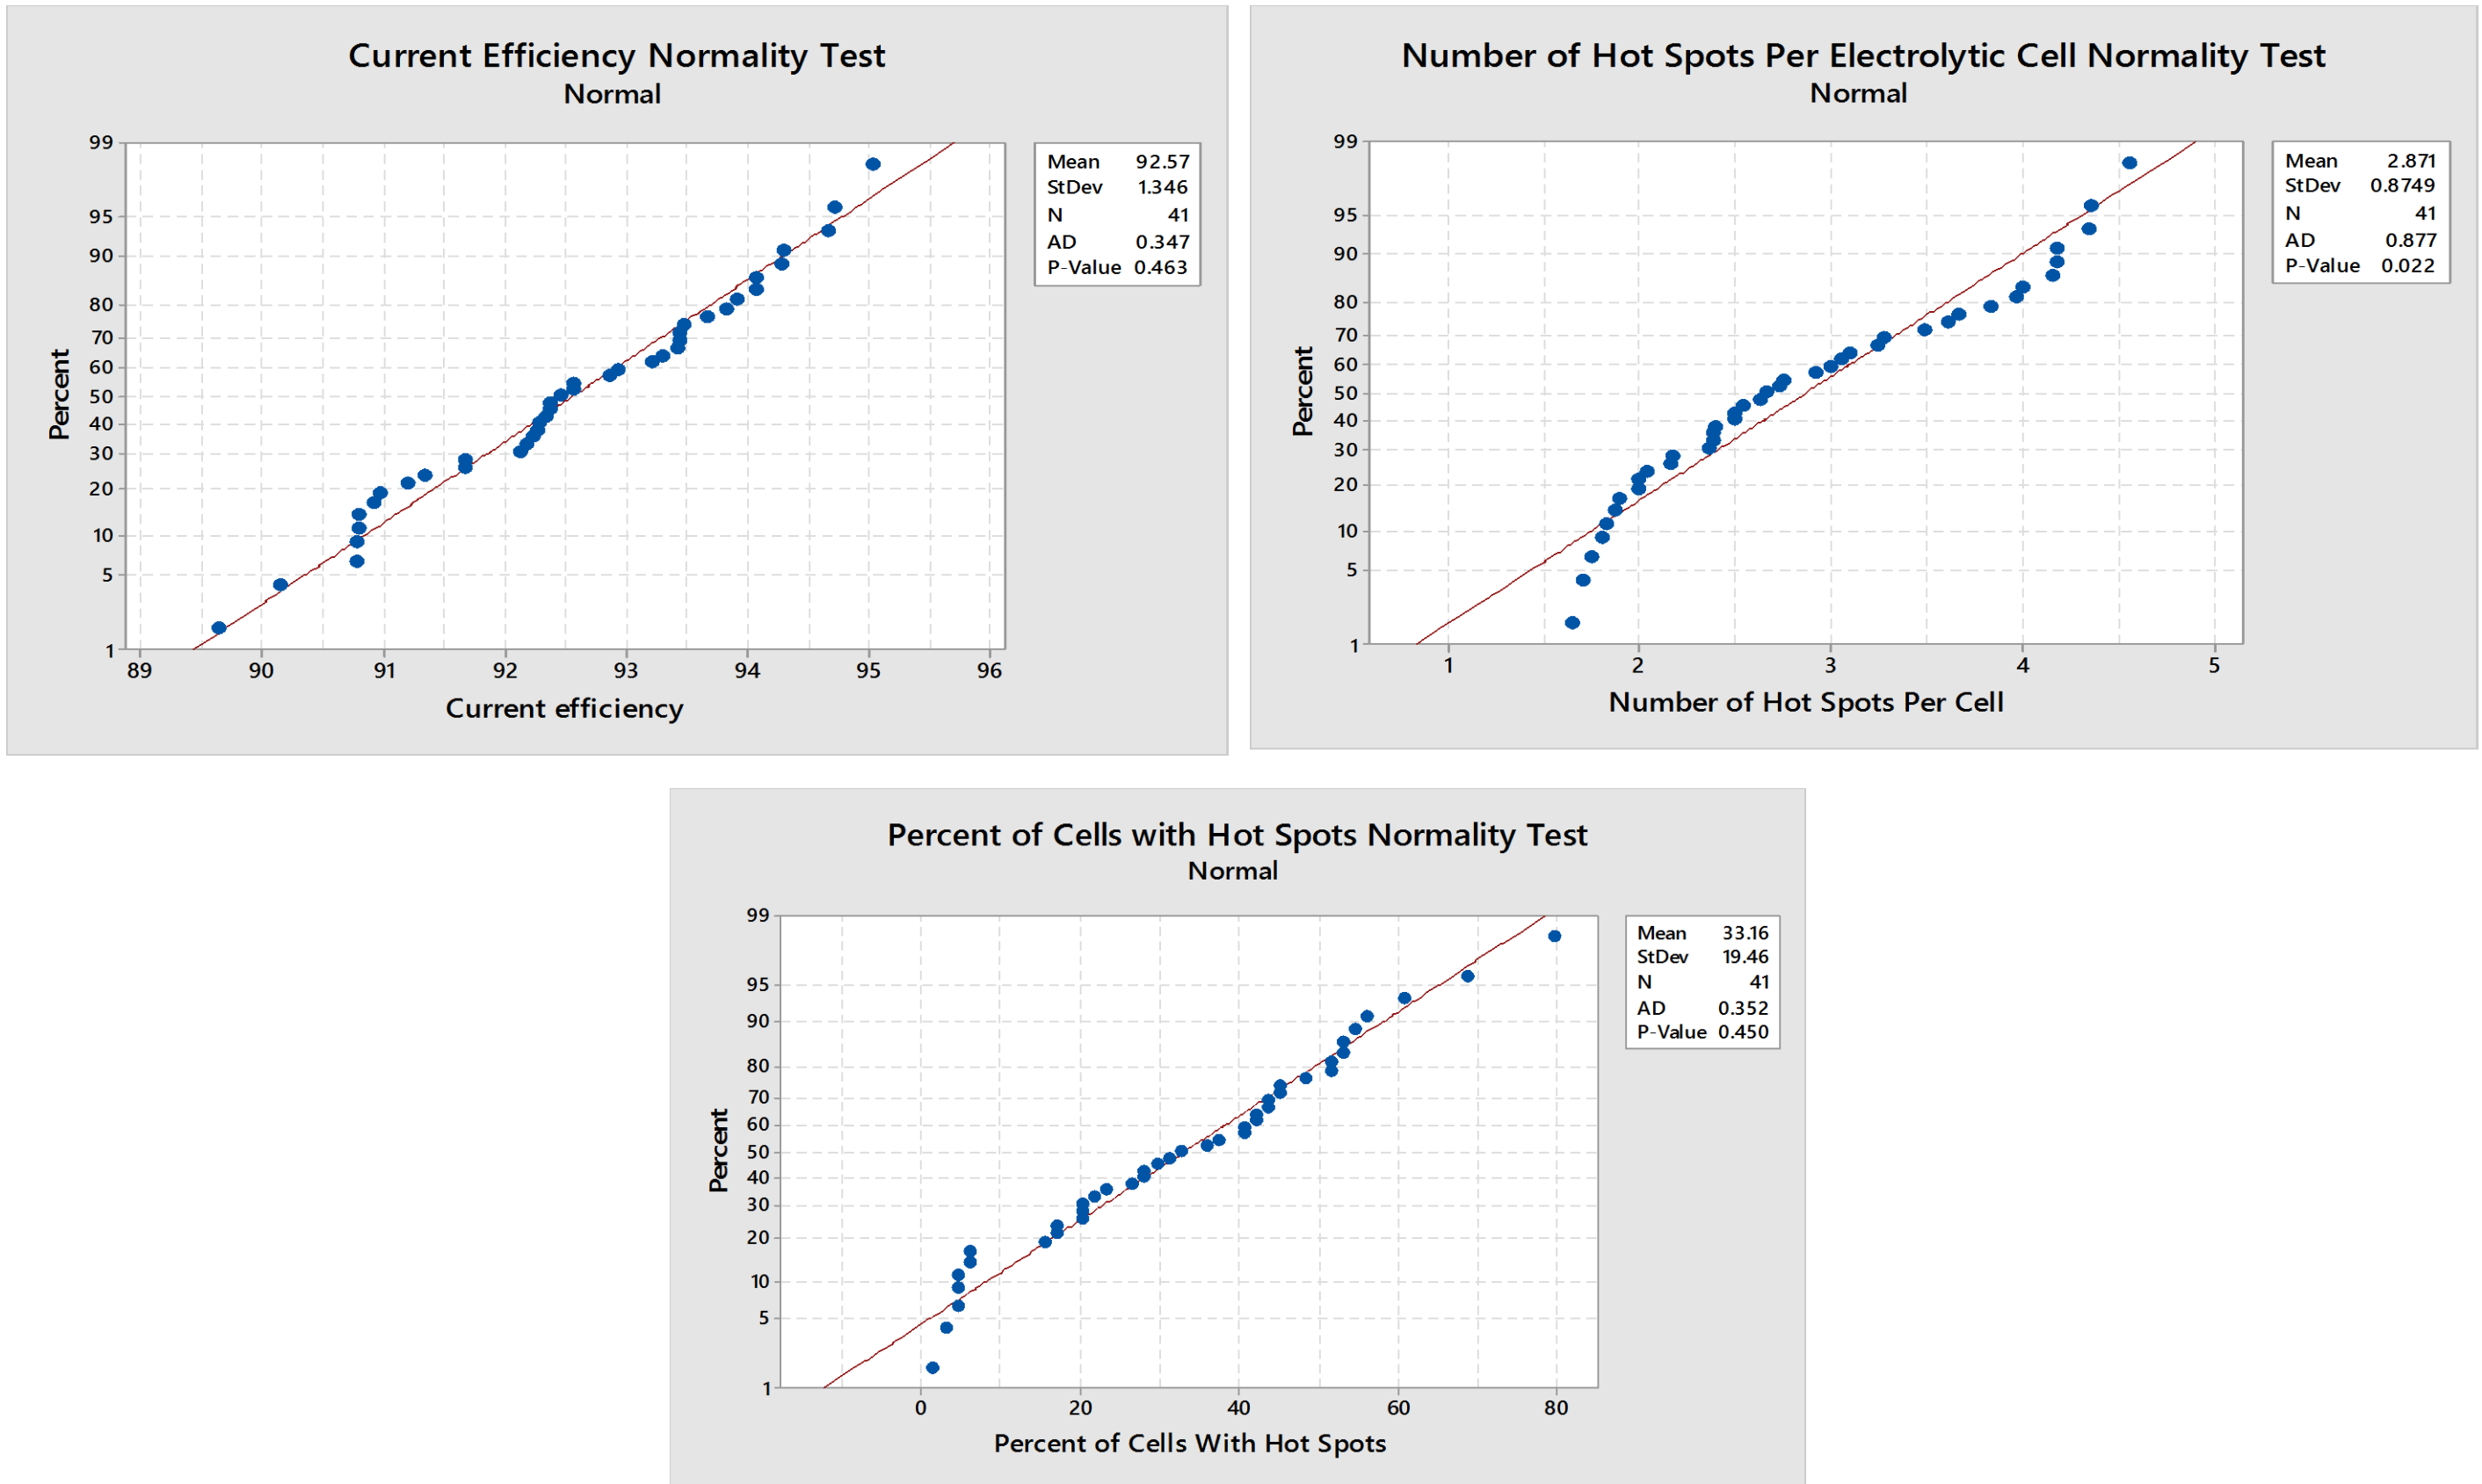 Current Efficiency Normality Test
Normal
99
95
90
80
70
60
50
40
30
20
10
5
1
Percent
89 90 91 92 93 94 95 96
Current efficiency
Mean 92.57
StDev 1.346
N 41
AD 0.347
P-Value 0.463
Number of Hot Spots Per Electrolytic Cell Normality Test
Normal
99
95
90
80
70
60
50
40
30
20
10
5
1
Percent
1 2 3 4 5
Number of Hot Spots Per Cell
Mean 2.871
StDev 0.8749
N 41
AD 0.877
P-Value 0.022
Percent of Cells with Hot Spots Normality Test
Normal
99
95
90
80
70
60
50
40
30
20
10
5
1
Percent
0 20 40 60 80
Percent of Cells With Hot Spots
Mean 33.16
StDev 19.46
N 41
AD 0.352
P-Value 0.450